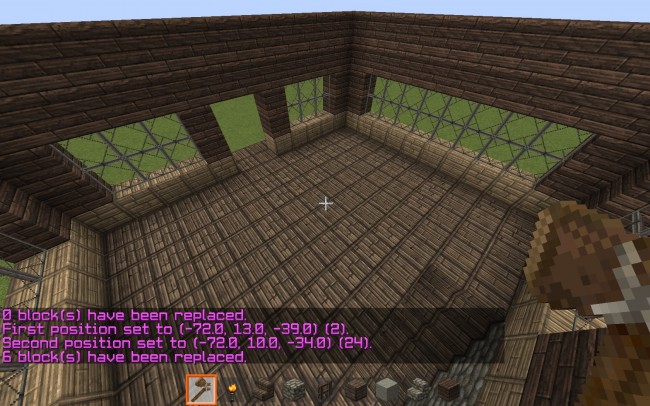 0 block(s) have been replaced.
First position set to (-72.0, 13.0, -39.0) (2).
Second position set to (-72.0, 10.0, -34.0) (24).
6 block(s) have been replaced.